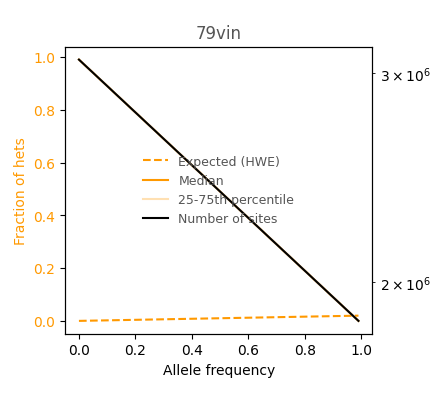 79vin
1.0
0.8
0.6
0.4
0.2
0.0
Fraction of hets
3 × 10⁶
2 × 10⁶
Expected (HWE)
Median
25-75th percentile
Number of sites
0.0 0.2 0.4 0.6 0.8 1.0
Allele frequency